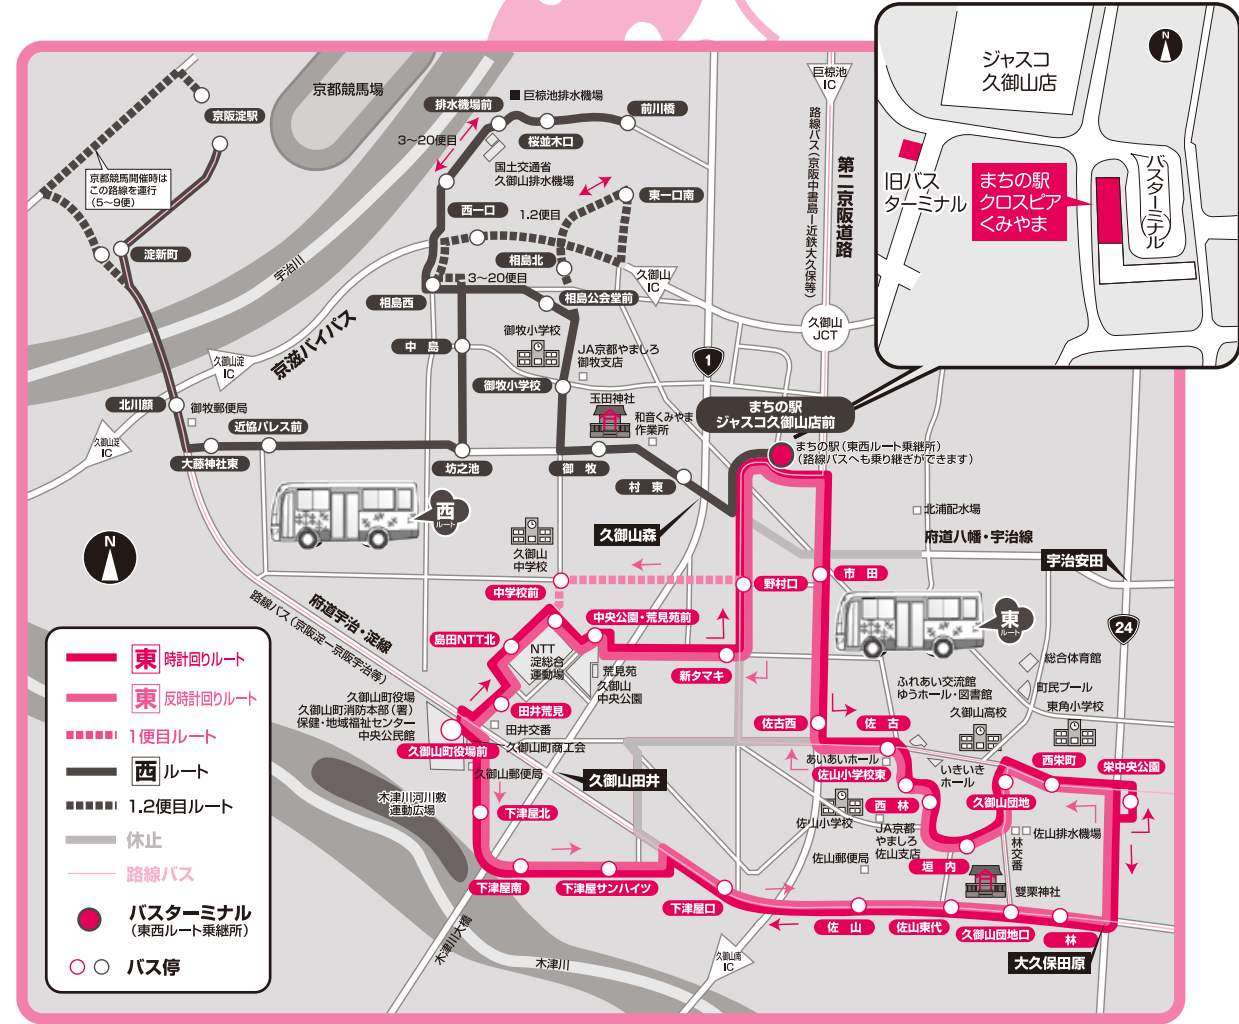 ジャスコ
久御山店
N
旧バス
ターミナル
まちの駅
クロスピア
くみやま
バスターミナル
京都競馬場
京阪淀駅
京都競馬開催時は
この路線を運行
(5〜9便)
淀新町
宇治川
排水機場前
巨椋池排水機場
前川橋
桜並木口
3〜20便目
国土交通省
久御山排水機場
西一口
1.2便目
東一口南
相島北
3〜20便目
相島西
相島公会堂前
久御山
IC
巨椋池
IC
路線バス(京阪中書島ー近鉄大久保等)
第二京阪道路
久御山
JCT
京滋バイパス
久御山淀
IC
中島
御牧小学校
JA京都やましろ
御牧支店
御牧小学校
1
玉田神社
和音くみやま
作業所
まちの駅
ジャスコ久御山店前
まちの駅(東西ルート乗継所)
(路線バスへも乗り継ぎができます)
北川顔
御牧郵便局
近協パレス前
久御山淀
IC
大藤神社東
坊之池
御牧
村東
西
ルート
久御山森
北浦配水場
府道八幡・宇治線
宇治安田
N
久御山
中学校
中学校前
野村口
市田
東
ルート
24
府道宇治・淀線
路線バス(京阪淀ー京阪宇治等)
島田NTT北
中央公園・荒見苑前
NTT
淀総合
運動場
荒見苑
久御山
中央公園
新タマキ
総合体育館
ふれあい交流館
ゆうホール・図書館
町民プール
東角小学校
久御山高校
久御山町役場
久御山町消防本部(署)
保健・地域福祉センター
中央公民館
田井荒見
田井交番
久御山町商工会
久御山町役場前
久御山郵便局
久御山田井
佐古西
佐古
あいあいホール
佐山小学校東
いきいき
ホール
西栄町
栄中央公園
久御山団地
西林
佐山小学校
JA京都
やましろ
佐山支店
佐山郵便局
垣内
林交番
佐山排水機場
雙栗神社
木津川河川敷
運動広場
下津屋北
下津屋南
下津屋サンハイツ
下津屋口
佐山
佐山東代
久御山団地口
林
大久保田原
木津川大橋
木津川
久御山南
IC
東 時計回りルート
東 反時計回りルート
1便目ルート
西 ルート
1.2便目ルート
休止
路線バス
バスターミナル
(東西ルート乗継所)
バス停